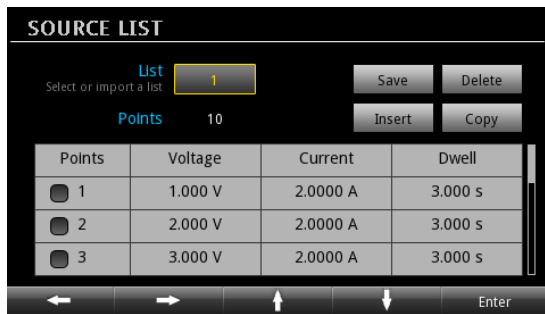 SOURCE LIST
List
Select or import a list
1
Save
Delete
Points
10
Insert
Copy
Points Voltage Current Dwell
1 1.000 V 2.0000 A 3.000 s
2 2.000 V 2.0000 A 3.000 s
3 3.000 V 2.0000 A 3.000 s
Enter